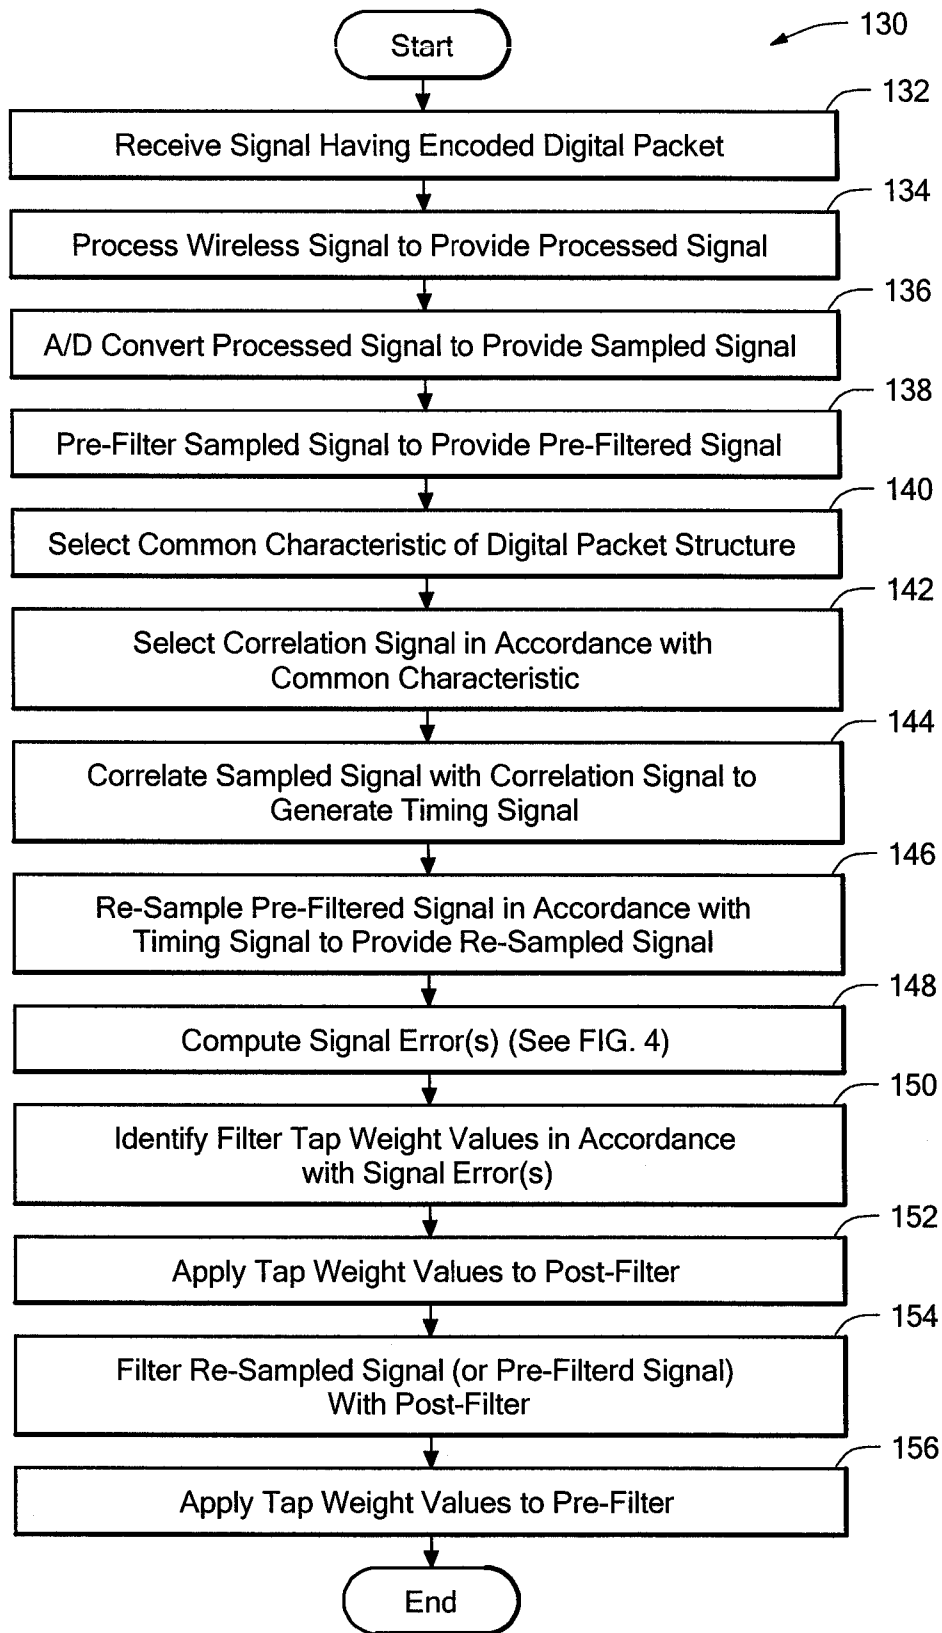 Start
130
132
Receive Signal Having Encoded Digital Packet
134
Process Wireless Signal to Provide Processed Signal
136
A/D Convert Processed Signal to Provide Sampled Signal
138
Pre-Filter Sampled Signal to Provide Pre-Filtered Signal
140
Select Common Characteristic of Digital Packet Structure
142
Select Correlation Signal in Accordance with
Common Characteristic
144
Correlate Sampled Signal with Correlation Signal to
Generate Timing Signal
146
Re-Sample Pre-Filtered Signal in Accordance with
Timing Signal to Provide Re-Sampled Signal
148
Compute Signal Error(s) (See FIG. 4)
150
Identify Filter Tap Weight Values in Accordance
with Signal Error(s)
152
Apply Tap Weight Values to Post-Filter
154
Filter Re-Sampled Signal (or Pre-Filterd Signal)
With Post-Filter
156
Apply Tap Weight Values to Pre-Filter
End